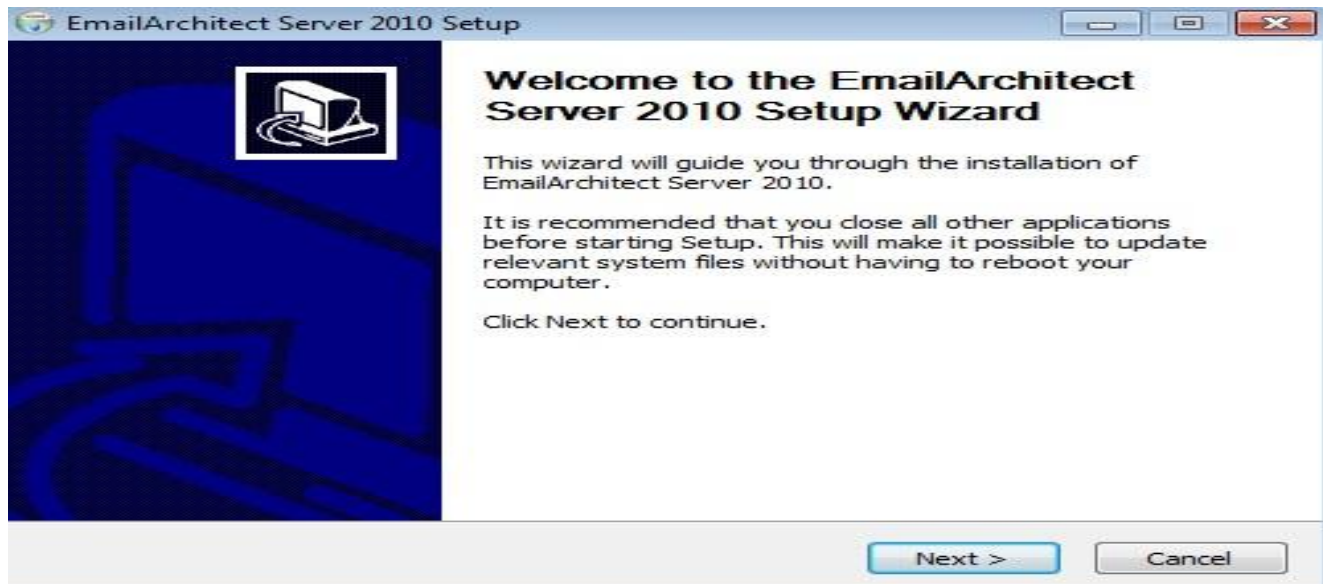 EmailArchitect Server 2010 Setup
Welcome to the EmailArchitect
Server 2010 Setup Wizard
This wizard will guide you through the installation of
EmailArchitect Server 2010.
It is recommended that you close all other applications
before starting Setup. This will make it possible to update
relevant system files without having to reboot your
computer.
Click Next to continue.
Next >
Cancel